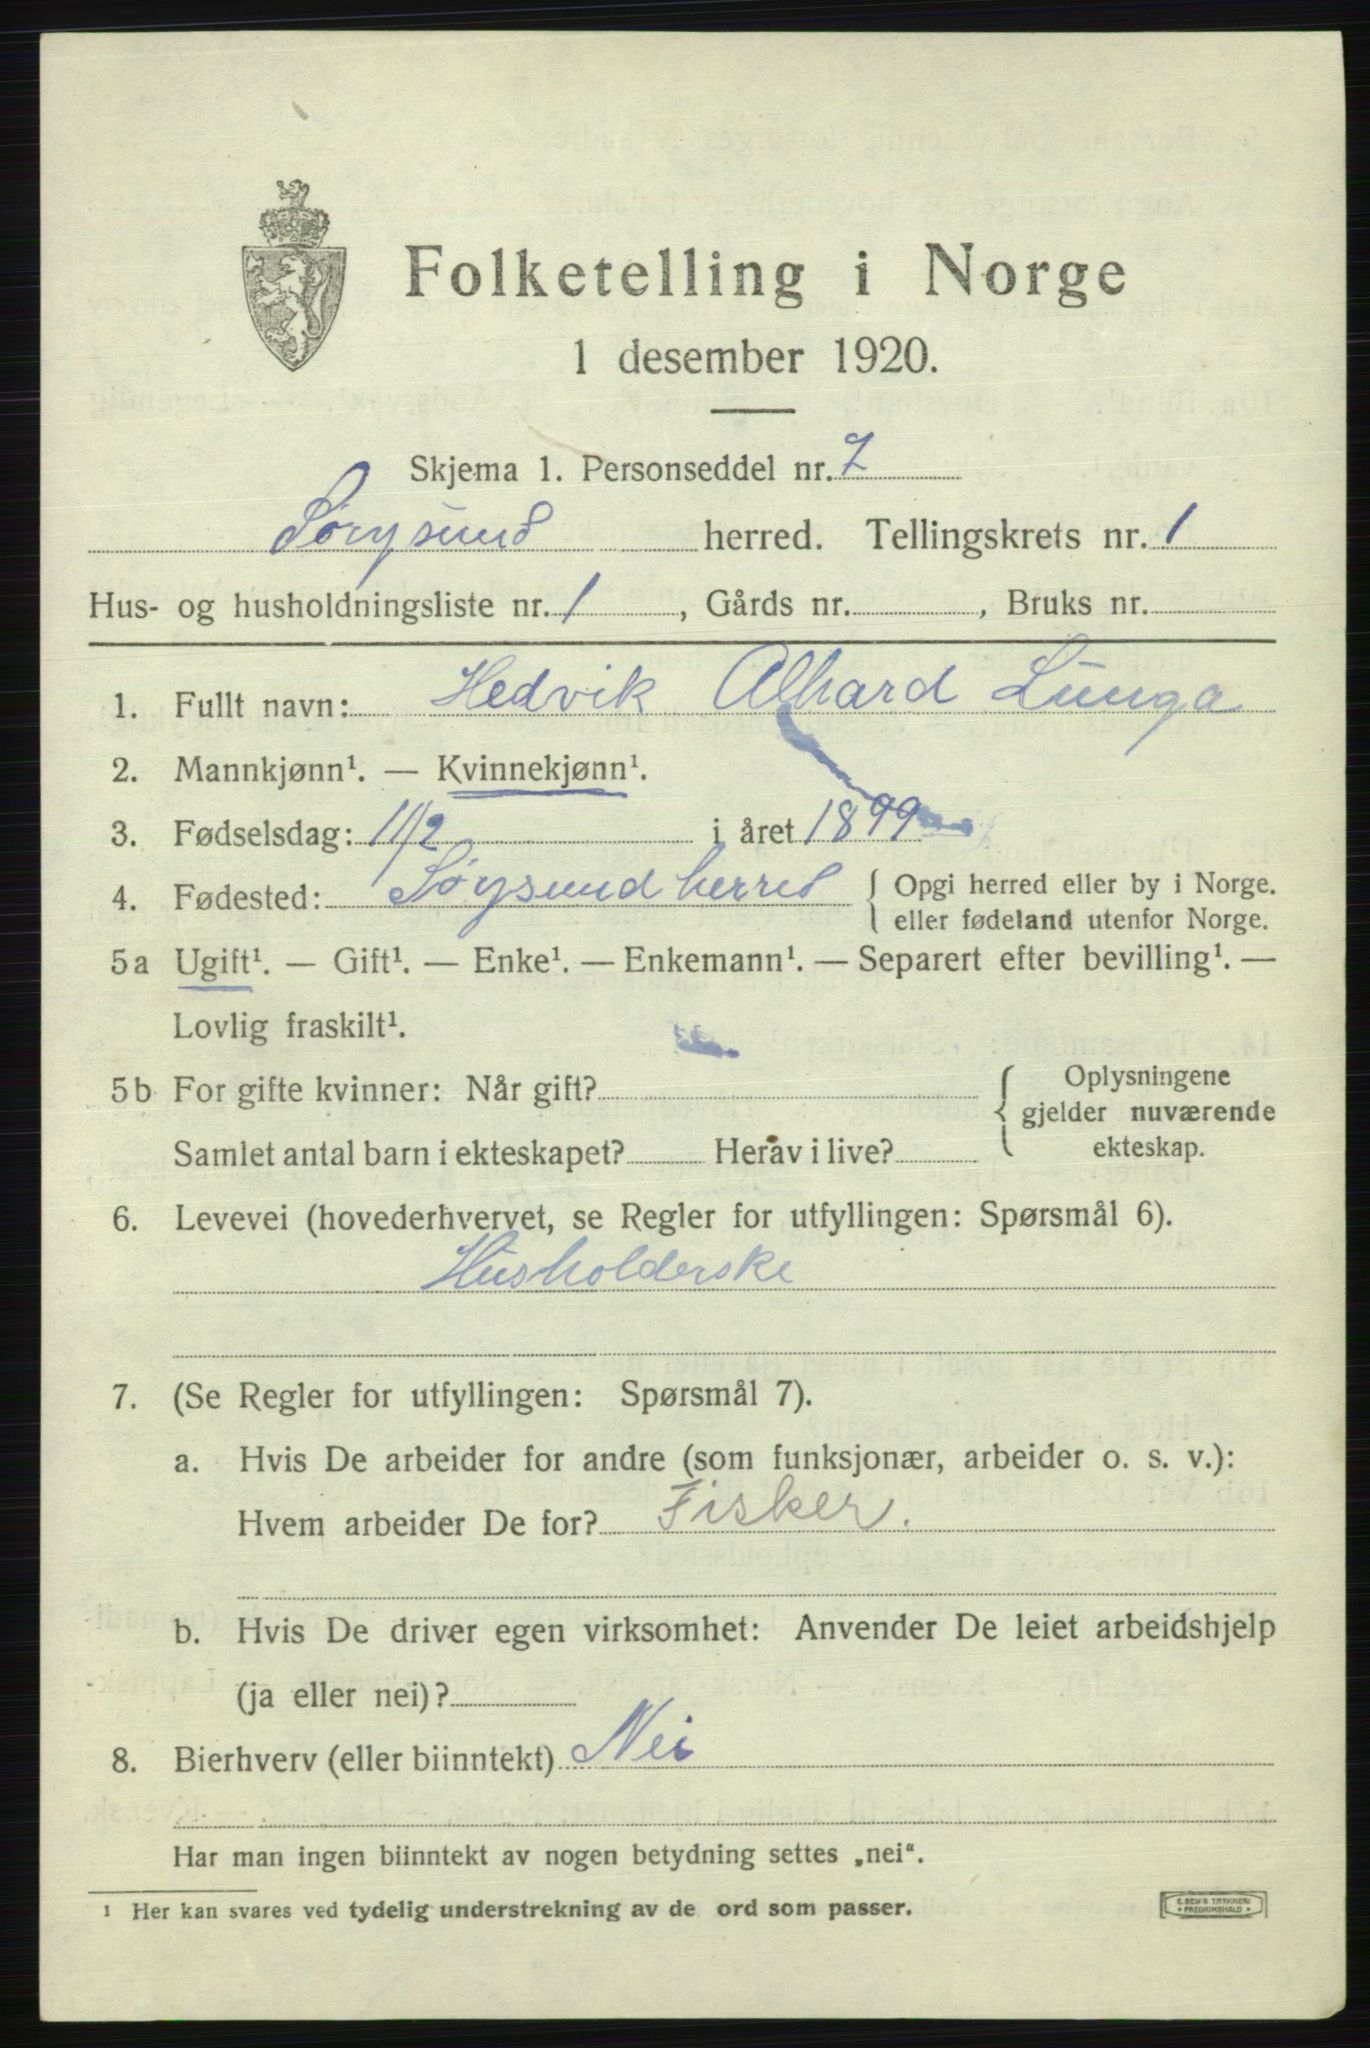 Folketelling i Norge
1 desember 1920.
Skjema 1. Personseddel nr. 7
Sørøysund herred. Tellingskrets nr. 1
Hus- og husholdningsliste nr. 1, Gårds nr. , Bruks nr.
1. Fullt navn: Hedvik Alhard Lunga
2. Mannkjønn¹. — Kvinnekjønn¹.
3. Fødselsdag: 11/2 i året 1899
4. Fødested: Sørøysund herred { Opgi herred eller by i Norge.
eller fødeland utenfor Norge.
5a Ugift¹. — Gift¹. — Enke¹. — Enkemann¹. — Separert efter bevilling¹. —
Lovlig fraskilt¹.
5b For gifte kvinner: Når gift? { Oplysningene
gjelder nuværende
Samlet antal barn i ekteskapet? Herav i live? ekteskap.
6. Levevei (hovederhvervet, se Regler for utfyllingen: Spørsmål 6).
Husholderske
7. (Se Regler for utfyllingen: Spørsmål 7).
a. Hvis De arbeider for andre (som funksjonær, arbeider o. s. v.):
Hvem arbeider De for? Fisker.
b. Hvis De driver egen virksomhet: Anvender De leiet arbeidshjelp
(ja eller nei)?
8. Bierhverv (eller biinntekt) Nei
Har man ingen biinntekt av nogen betydning settes „nei“.
¹ Her kan svares ved tydelig understrekning av de ord som passer.
E. SEM'S TRYKKERI
FREDRIKSHALD